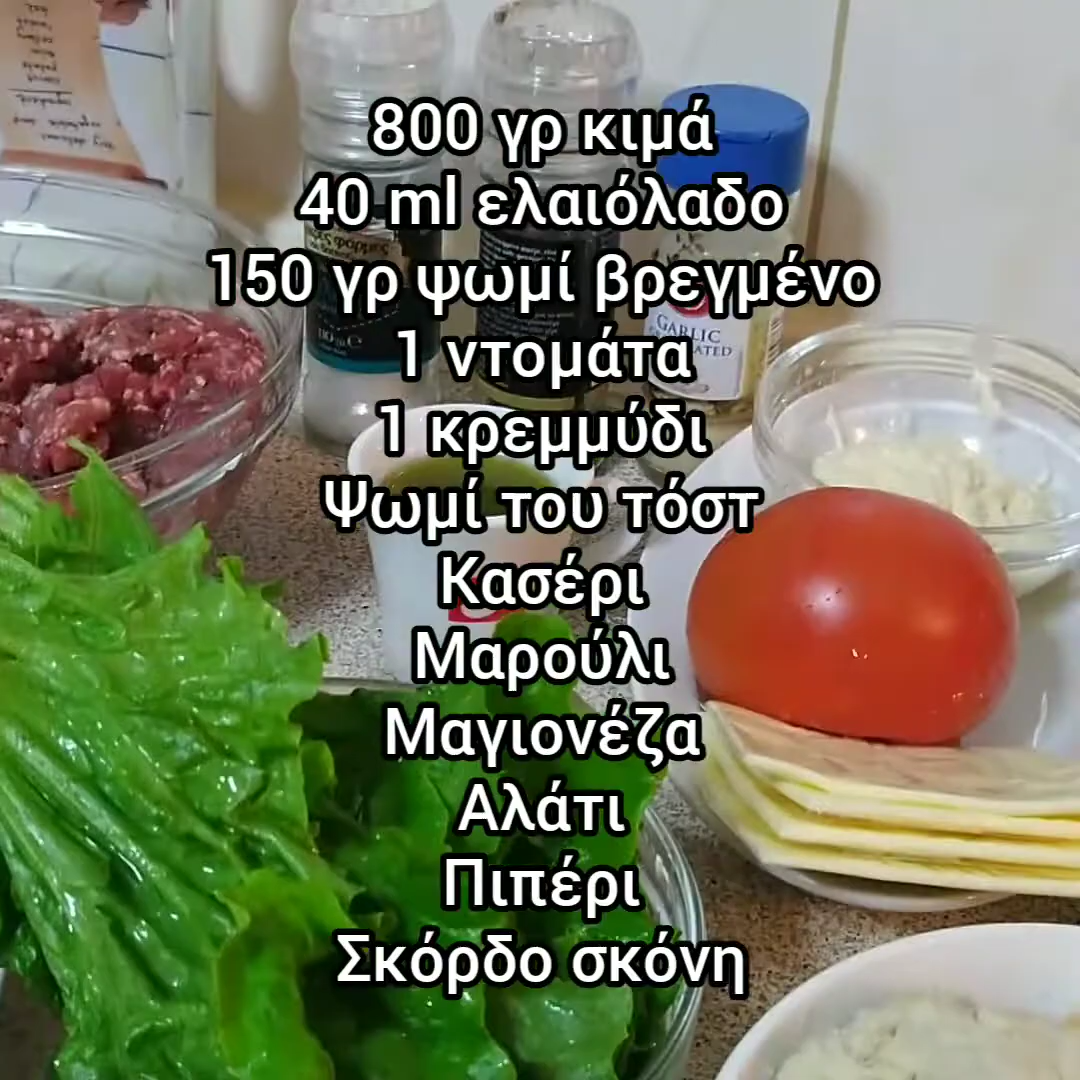 800 γρ κιμά
40 ml ελαιόλαδο
150 γρ ψωμί βρεγμένο
1 ντομάτα
1 κρεμμύδι
Ψωμί του τόστ
Κασέρι
Μαρούλι
Μαγιονέζα
Αλάτι
Πιπέρι
Σκόρδο σκόνη
GARLIC